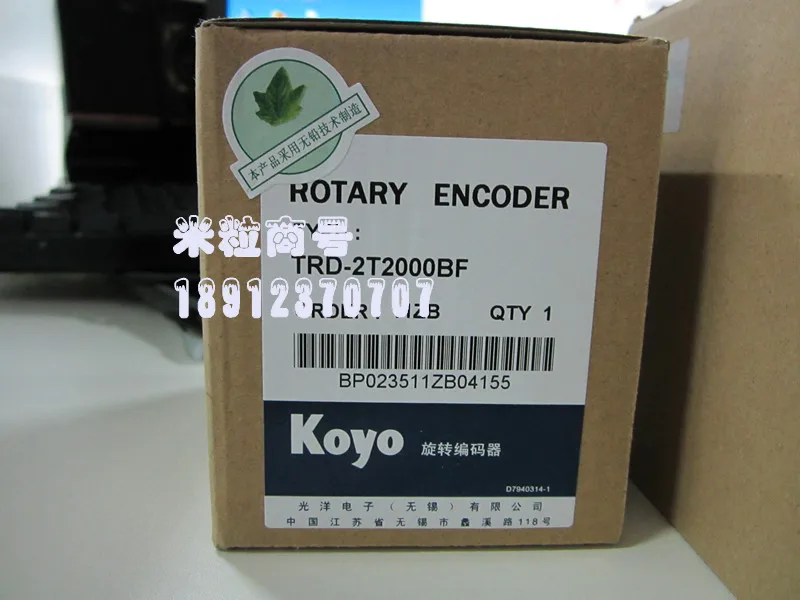 本产品采用无铅技术制造
ROTARY ENCODER
米粒商号
TRD-2T2000BF
18912370707
QTY 1
BP023511ZB04155
Koyo 旋转编码器
D7940314-1
光洋电子(无锡)有限公司
中国江苏省无锡市蠡溪路118号